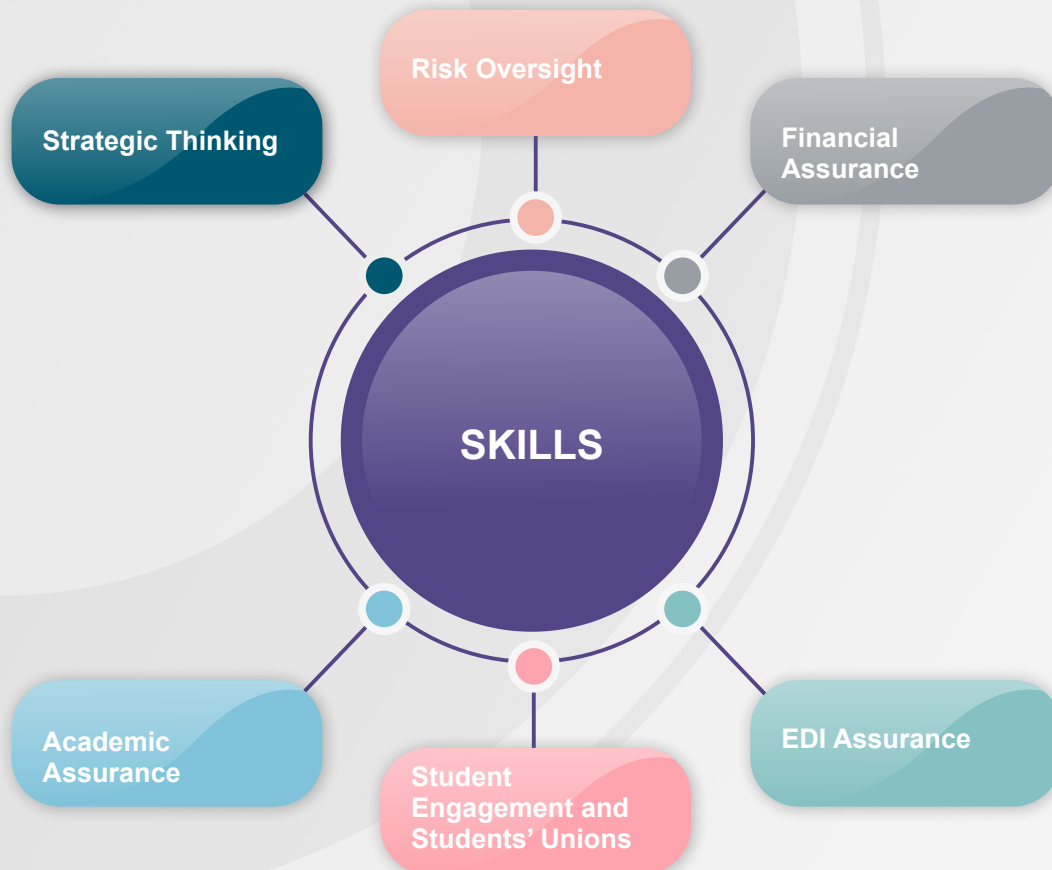 Risk Oversight
Strategic Thinking
Financial
Assurance
SKILLS
Academic
Assurance
EDI Assurance
Student
Engagement and
Students’ Unions